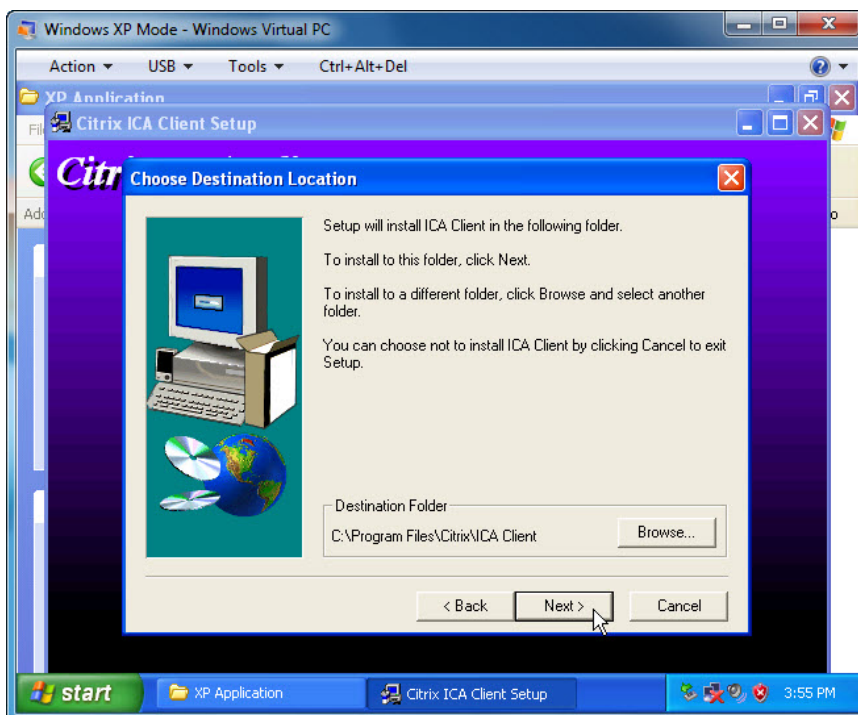 Windows XP Mode - Windows Virtual PC
Action USB Tools Ctrl+Alt+Del
XP Application
Citrix ICA Client Setup
Citr
Choose Destination Location
Setup will install ICA Client in the following folder.
To install to this folder, click Next.
To install to a different folder, click Browse and select another
folder.
You can choose not to install ICA Client by clicking Cancel to exit
Setup.
Destination Folder
C:\Program Files\Citrix\ICA Client
Browse...
< Back Next > Cancel
start XP Application Citrix ICA Client Setup 3:55 PM